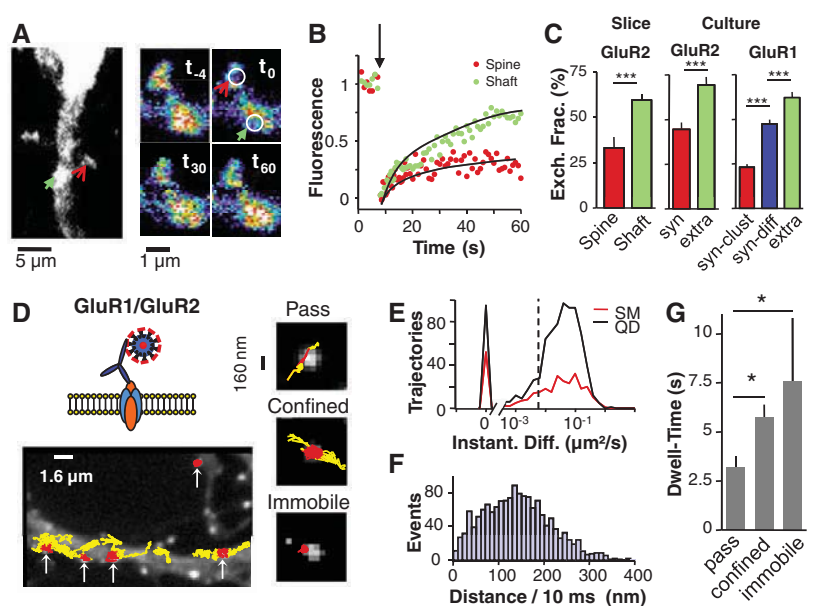 A
t-4
t0
t30
t60
5 µm
1 µm
B
Spine
Shaft
Fluorescence
1
0.5
0
0 20 40 60
Time (s)
C
Slice
Culture
GluR2
GluR2
GluR1
***
***
***
***
Exch. Frac. (%)
75
50
25
0
Spine
Shaft
syn
extra
syn-clust
syn-diff
extra
D
GluR1/GluR2
160 nm
Pass
Confined
Immobile
1.6 µm
E
SM
QD
Trajectories
80
40
0
0 10-3 10-1
Instant. Diff. (µm²/s)
F
Events
80
40
0
0 100 200 300 400
Distance / 10 ms (nm)
G
*
*
Dwell-Time (s)
10
7.5
5
2.5
0
pass
confined
immobile